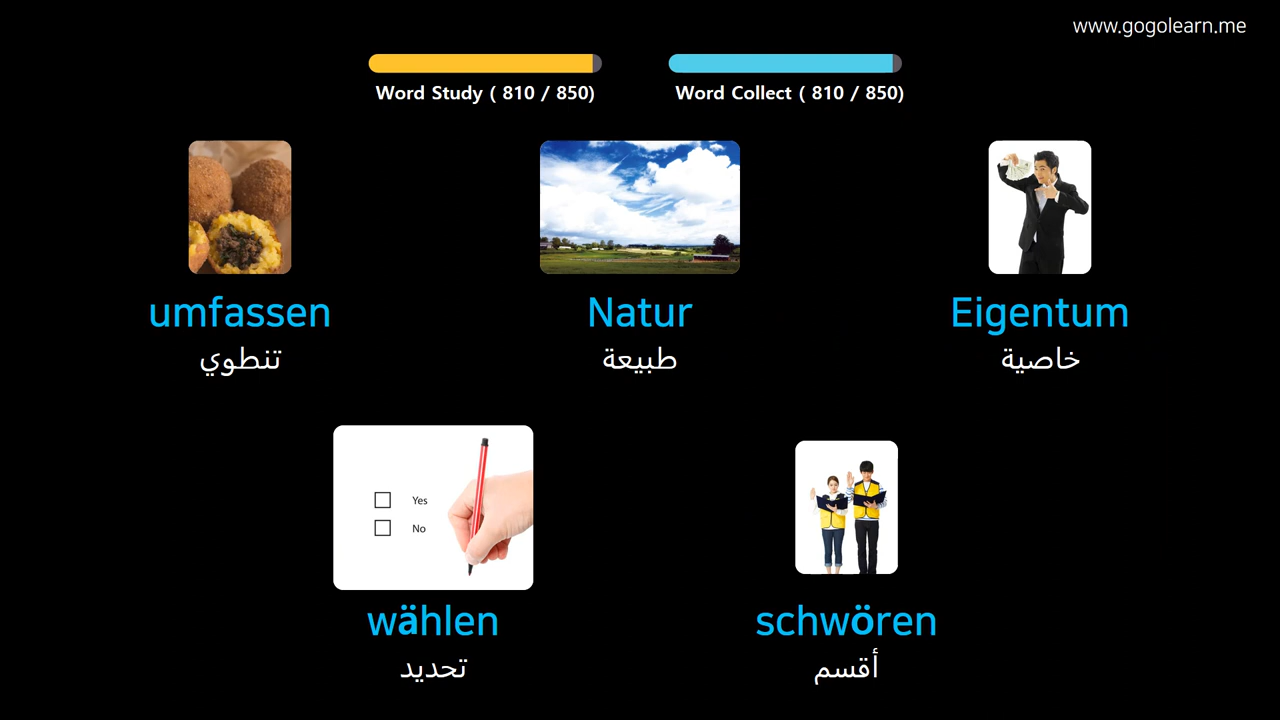 www.gogolearn.me
Word Study ( 810 / 850)
Word Collect ( 810 / 850)
umfassen
تنطوي
Natur
طبيعة
Eigentum
خاصية
Yes
No
wählen
تحديد
schwören
أقسم